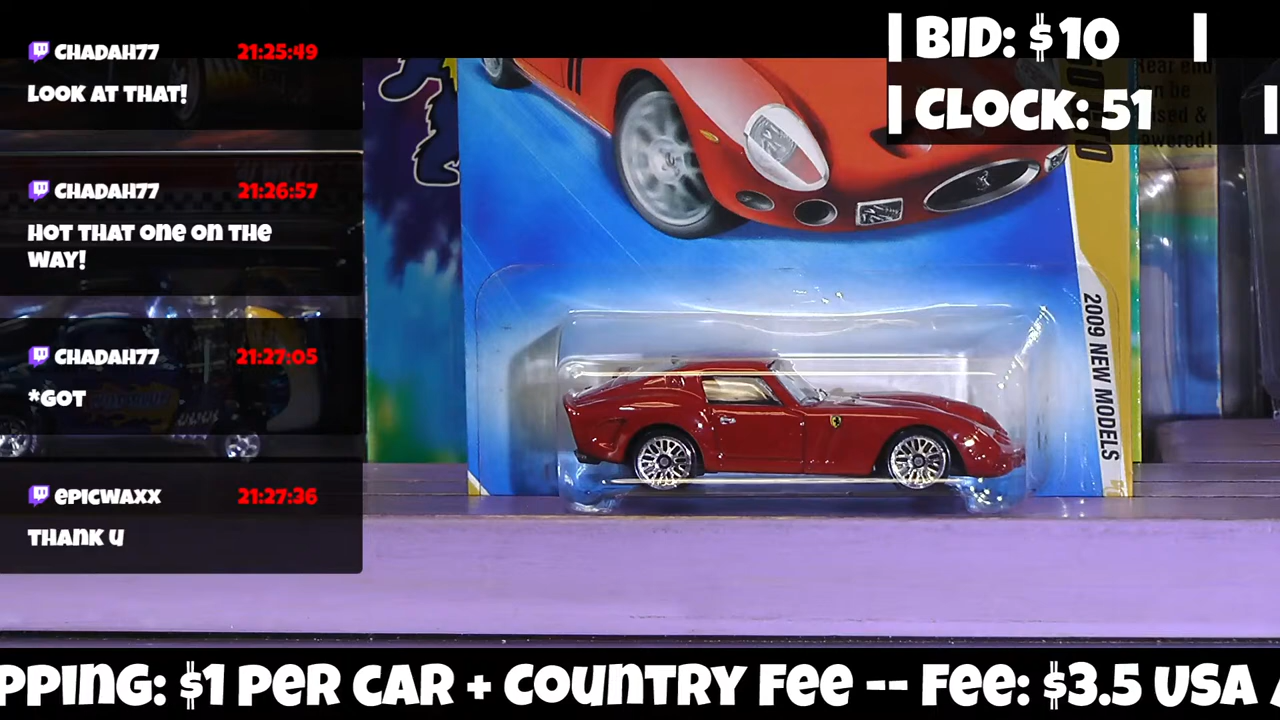 CHADAH77 21:25:49
LOOK AT THAT!
CHADAH77 21:26:57
HOT THAT ONE ON THE
WAY!
CHADAH77 21:27:05
*GOT
EPICWAXX 21:27:36
THANK U
| BID: $10 |
| CLOCK: 51 |
Rear end
2009 NEW MODELS
PPING: $1 PER CAR + COUNTRY FEE -- FEE: $3.5 USA /